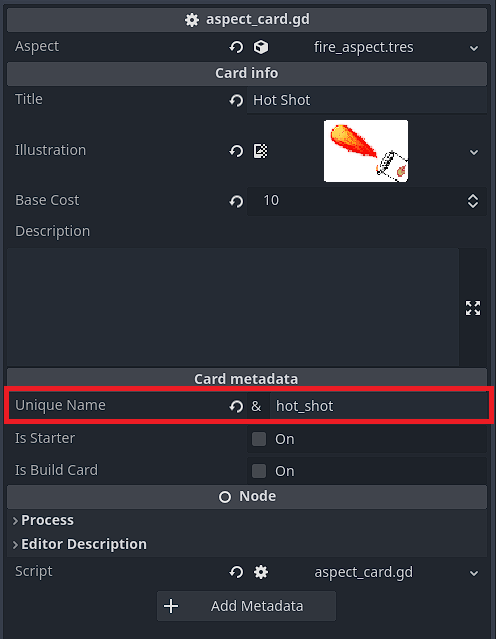 aspect_card.gd
Aspect fire_aspect.tres
Card info
Title Hot Shot
Illustration
Base Cost 10
Description
Card metadata
Unique Name & hot_shot
Is Starter On
Is Build Card On
Node
Process
Editor Description
Script aspect_card.gd
Add Metadata